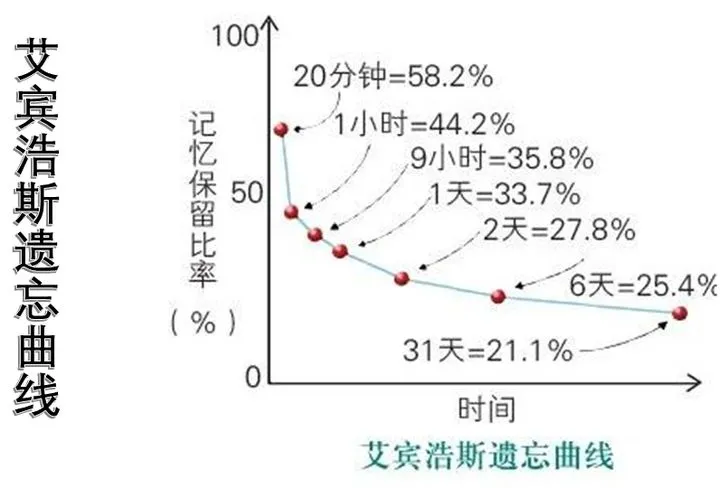 艾宾浩斯遗忘曲线
100
20分钟=58.2%
1小时=44.2%
9小时=35.8%
1天=33.7%
2天=27.8%
6天=25.4%
31天=21.1%
50
0
记忆保留比率
(%)
时间
艾宾浩斯遗忘曲线